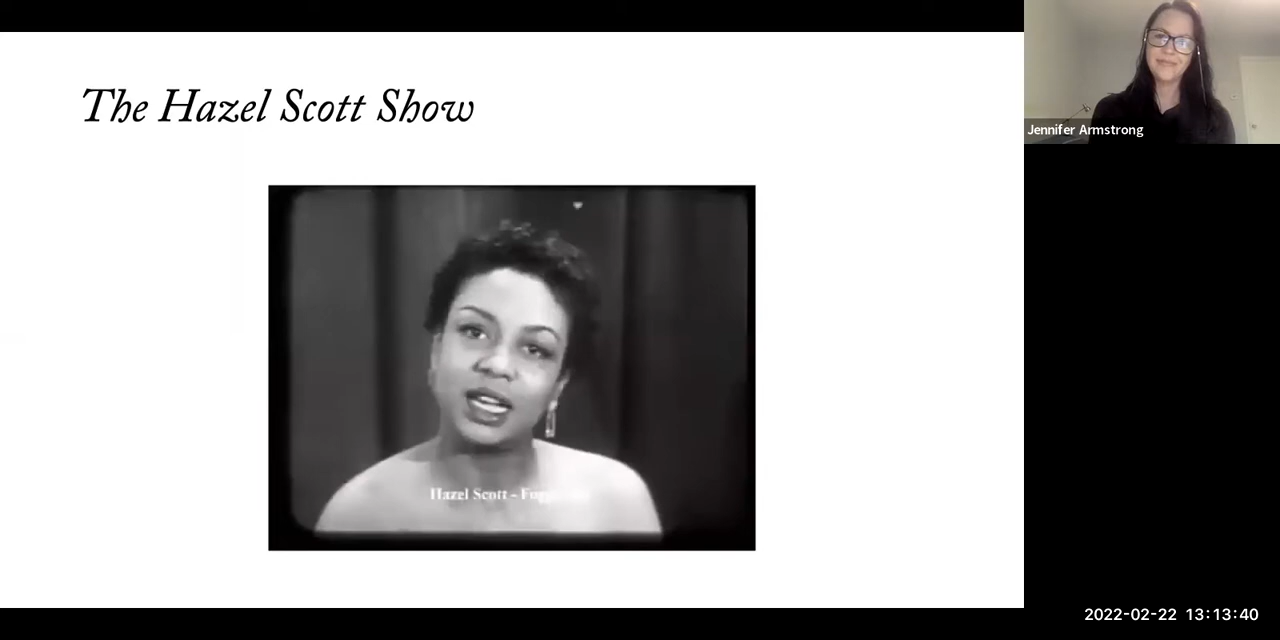 The Hazel Scott Show
Jennifer Armstrong
Hazel Scott -
2022-02-22 13:13:40